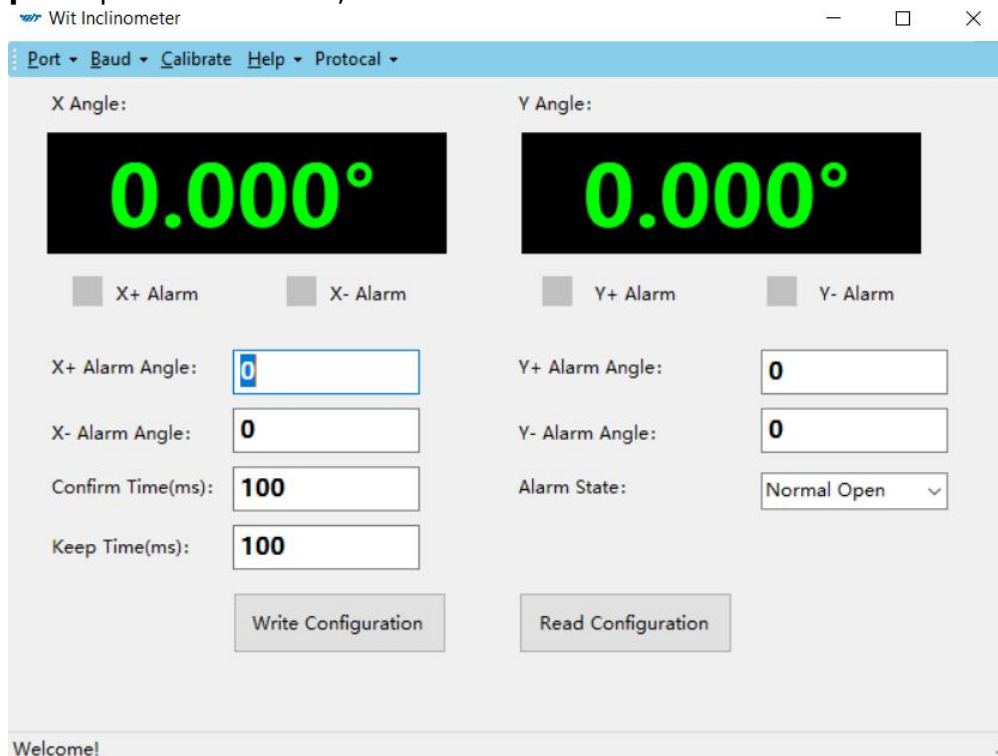 Wit Inclinometer
Port Baud Calibrate Help Protocal
X Angle: Y Angle:
0.000° 0.000°
X+ Alarm X- Alarm Y+ Alarm Y- Alarm
X+ Alarm Angle: 0 Y+ Alarm Angle: 0
X- Alarm Angle: 0 Y- Alarm Angle: 0
Confirm Time(ms): 100 Alarm State: Normal Open
Keep Time(ms): 100
Write Configuration Read Configuration
Welcome!